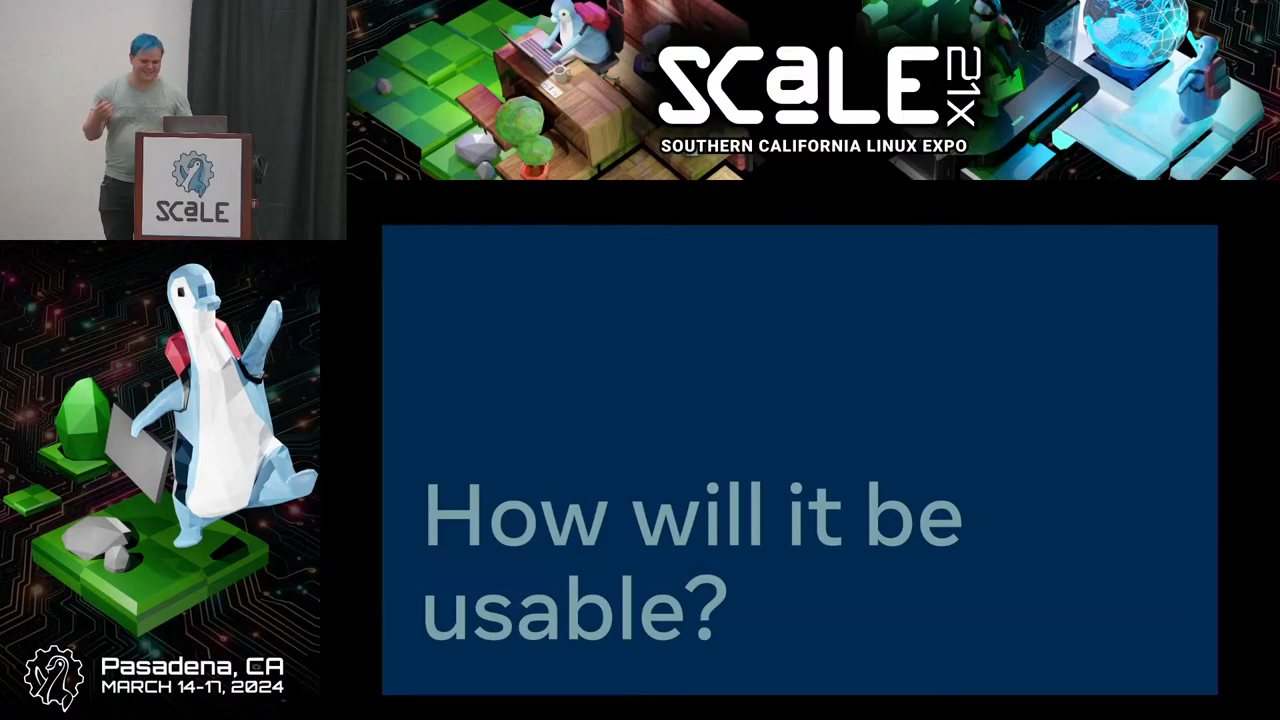 SCALE
SCALE 21X
SOUTHERN CALIFORNIA LINUX EXPO
How will it be
usable?
Pasadena, CA
MARCH 14-17, 2024